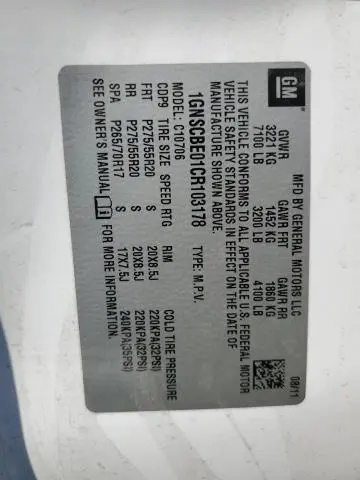 GM
MFD BY GENERAL MOTORS LLC
08/11
GVWR GAWR FRT GAWR RR
3221 KG 1452 KG 1860 KG
7100 LB 3200 LB 4100 LB
THIS VEHICLE CONFORMS TO ALL APPLICABLE U.S. FEDERAL MOTOR
VEHICLE SAFETY STANDARDS IN EFFECT ON THE DATE OF
MANUFACTURE SHOWN ABOVE.
1GNSCBE01CR103178 TYPE: M.P.V.
MODEL: C10706
CDP9 TIRE SIZE SPEED RTG RIM COLD TIRE PRESSURE
FRT P275/55R20 S 20X8.5J 220KPA(32PSI)
RR P275/55R20 S 20X8.5J 220KPA(32PSI)
SPA P265/70R17 S 17X7.5J 240KPA(35PSI)
SEE OWNER'S MANUAL FOR MORE INFORMATION.